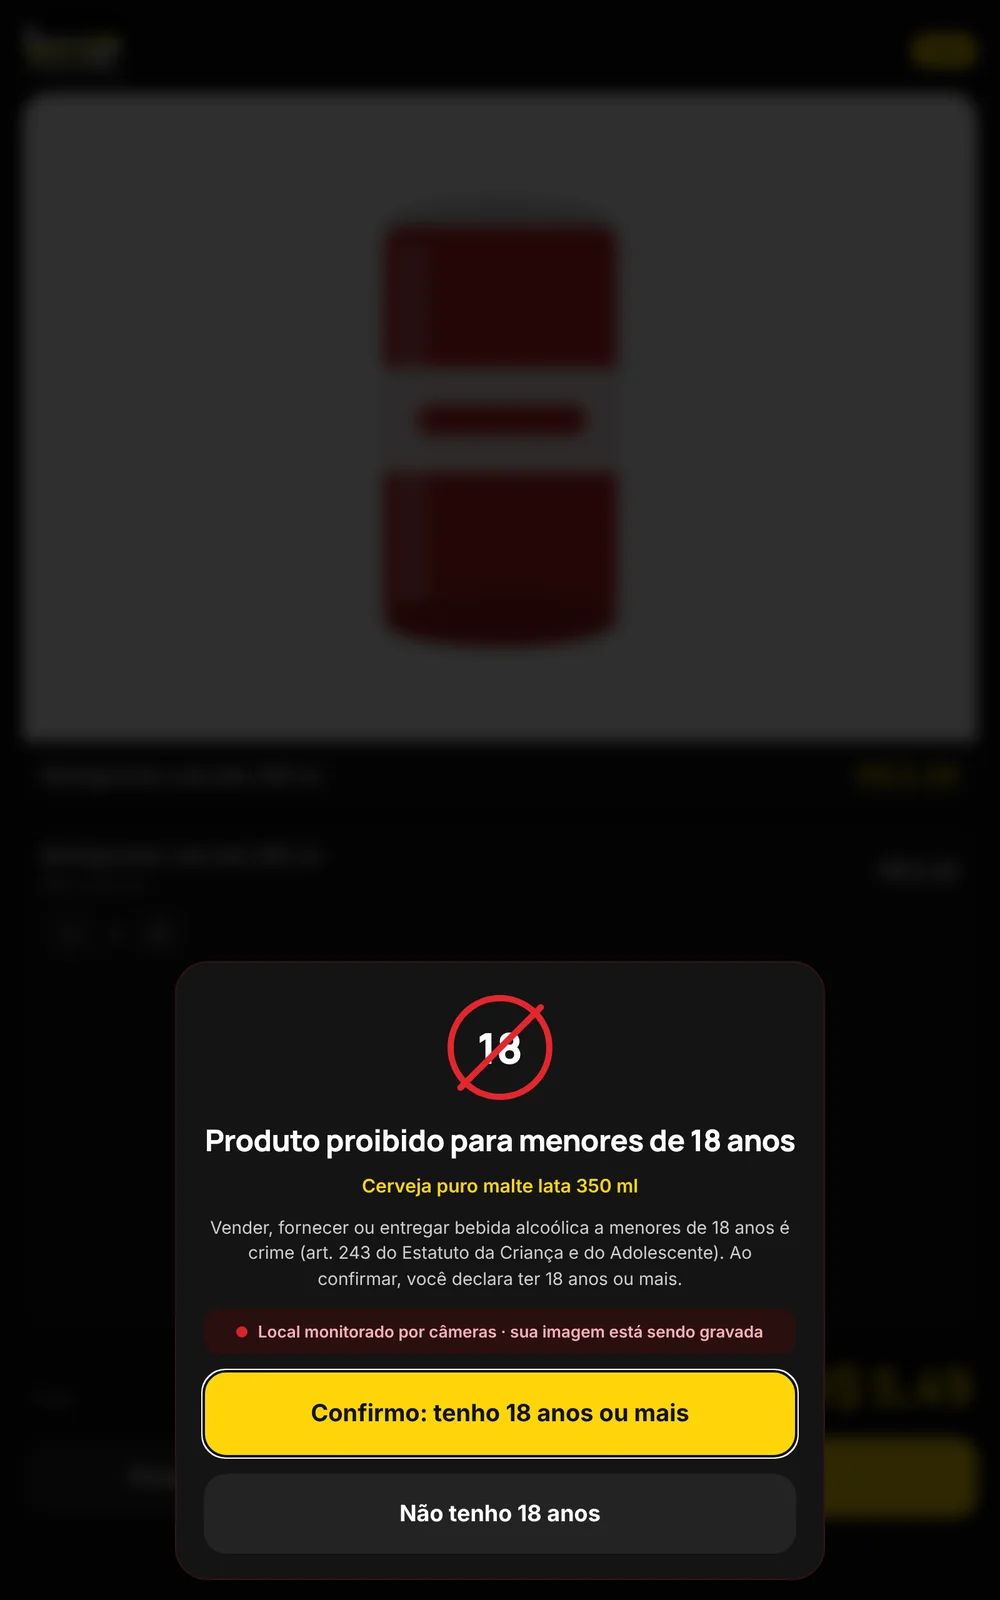 18
Produto proibido para menores de 18 anos
Cerveja puro malte lata 350 ml
Vender, fornecer ou entregar bebida alcoólica a menores de 18 anos é
crime (art. 243 do Estatuto da Criança e do Adolescente). Ao
confirmar, você declara ter 18 anos ou mais.
Local monitorado por câmeras · sua imagem está sendo gravada
Confirmo: tenho 18 anos ou mais
Não tenho 18 anos